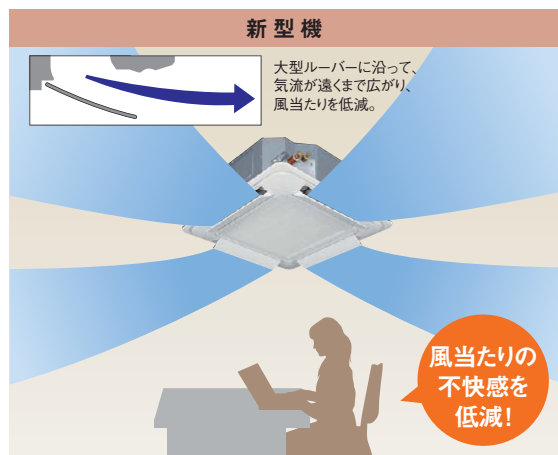 新型機
大型ルーバーに沿って、
気流が遠くまで広がり、
風当たりを低減。
風当たりの
不快感を
低減!